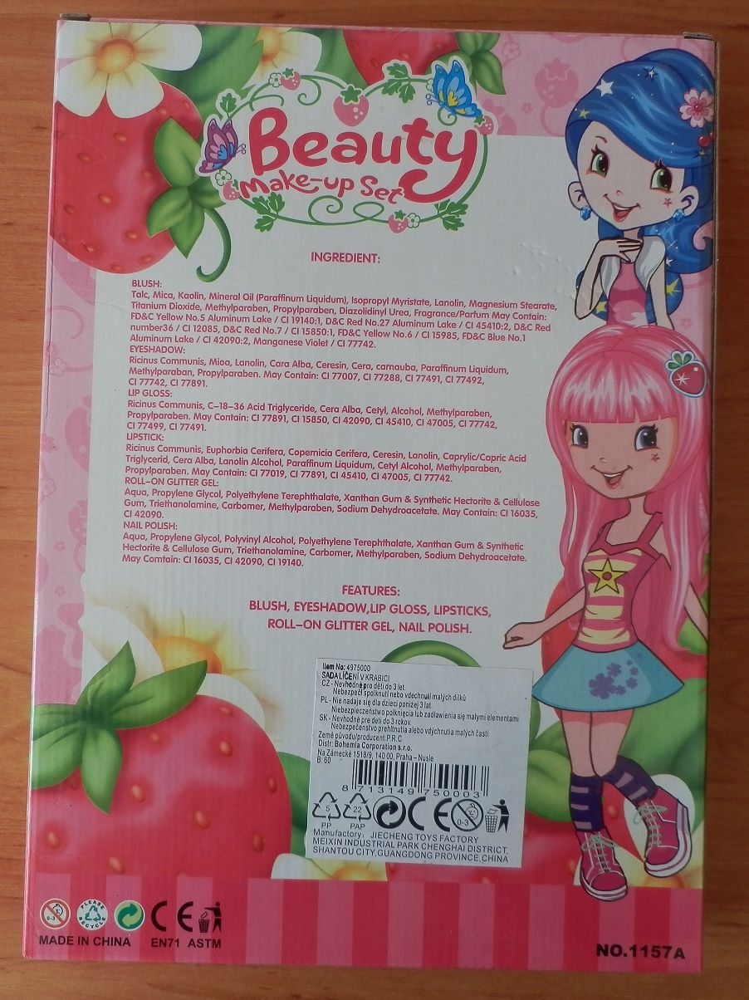 Beauty
Make-up Set
INGREDIENT:
BLUSH:
Talc, Mica, Kaolin, Mineral Oil (Paraffinum Liquidum), Isopropyl Myristate, Lanolin, Magnesium Stearate,
Titanium Dioxide, Methylparaben, Propylparaben, Diazolidinyl Urea, Fragrance/Parfum May Contain:
FD&C Yellow No.5 Aluminum Lake / CI 19140:1, D&C Red No.27 Aluminum Lake / CI 45410:2, D&C Red
number36 / CI 12085, D&C Red No.7 / CI 15850:1, FD&C Yellow No.6 / CI 15985, FD&C Blue No.1
Aluminum Lake / CI 42090:2, Manganese Violet / CI 77742.
EYESHADOW:
Ricinus Communis, Mioa, Lanolin, Cara Alba, Ceresin, Cera, carnauba, Paraffinum Liquidum,
Methylparaban, Propylparaben. May Contain: CI 77007, CI 77288, CI 77491, CI 77492,
CI 77742, CI 77891.
LIP GLOSS:
Ricinus Communis, C-18-36 Acid Triglyceride, Cera Alba, Cetyl, Alcohol, Methylparaben,
Propylparaben. May Contain: CI 77891, CI 15850, CI 42090, CI 45410, CI 47005, CI 77742,
CI 77499, CI 77491.
LIPSTICK:
Ricinus Communis, Euphorbia Cerifera, Copernicia Cerifera, Ceresin, Lanolin, Caprylic/Capric Acid
Triglycerid, Cera Alba, Lanolin Alcohol, Paraffinum Liquidum, Cetyl Alcohol, Methylparaben,
Propylparaben. May Contain: CI 77019, CI 77891, CI 45410, CI 47005, CI 77742.
ROLL-ON GLITTER GEL:
Aqua, Propylene Glycol, Polyethylene Terephthalate, Xanthan Gum & Synthetic Hectorite & Cellulose
Gum, Triethanolamine, Carbomer, Methylparaben, Sodium Dehydroacetate. May Contain: CI 16035,
CI 42090.
NAIL POLISH:
Aqua, Propylene Glycol, Polyvinyl Alcohol, Polyethylene Terephthalate, Xanthan Gum & Synthetic
Hectorite & Cellulose Gum, Triethanolamine, Carbomer, Methylparaben, Sodium Dehydroacetate.
May Comtain: CI 16035, CI 42090, CI 19140.
FEATURES:
BLUSH, EYESHADOW,LIP GLOSS, LIPSTICKS,
ROLL-ON GLITTER GEL, NAIL POLISH.
Item No: 4975000
SADA LÍČENÍ V KRABICI
CZ - Nevhodné pro děti do 3 let.
Nebezpečí spolknutí nebo vdechnutí malých dílků
PL - Nie nadaje się dla dzieci poniżej 3 lat.
Niebezpieczeństwo połknięcia lub zadławienia się małymi elementami
SK - Nevhodné pre deti do 3 rokov.
Nebezpečenstvo prehltnutia alebo vdýchnutia malých častí
Země původu/producent:P.R.C
Distr: Bohemia Corporation s.r.o.
Na Zámecké 1518/9, 140 00, Praha – Nusle
B: 60
8 713149 750003
5 PP
22 PAP
CE
0-3
Manufactory: JIECHENG TOYS FACTORY
MEIXIN INDUSTRIAL PARK CHENGHAI DISTRICT,
SHANTOU CITY,GUANGDONG PROVINCE,CHINA
0-3
PLEASE RECYCLE
CE
MADE IN CHINA
EN71 ASTM
NO.1157A